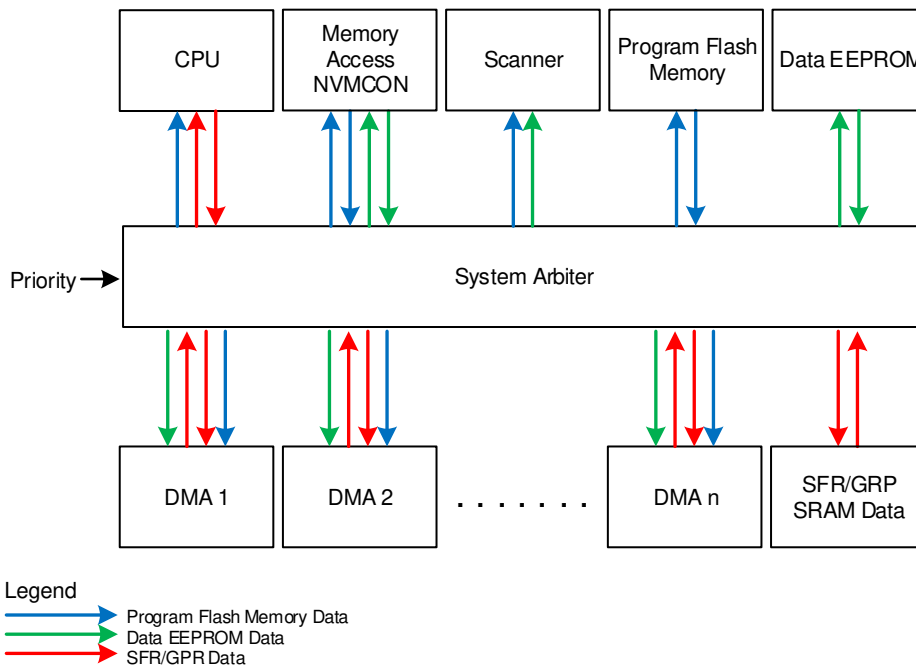 CPU
Memory
Access
NVMCON
Scanner
Program Flash
Memory
Data EEPROM
Priority
System Arbiter
DMA 1
DMA 2
. . . . . . .
DMA n
SFR/GRP
SRAM Data
Legend
Program Flash Memory Data
Data EEPROM Data
SFR/GPR Data